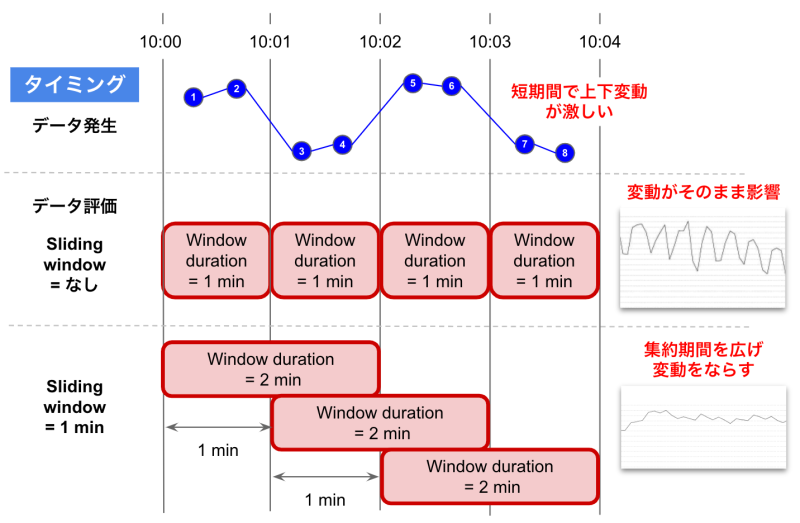 10:00 10:01 10:02 10:03 10:04
タイミング
データ発生
1 2 3 4 5 6 7 8
短期間で上下変動
が激しい
データ評価
Sliding
window
= なし
Window
duration
= 1 min
Window
duration
= 1 min
Window
duration
= 1 min
Window
duration
= 1 min
変動がそのまま影響
Sliding
window
= 1 min
Window duration
= 2 min
Window duration
= 2 min
Window duration
= 2 min
1 min
1 min
集約期間を広げ
変動をならす